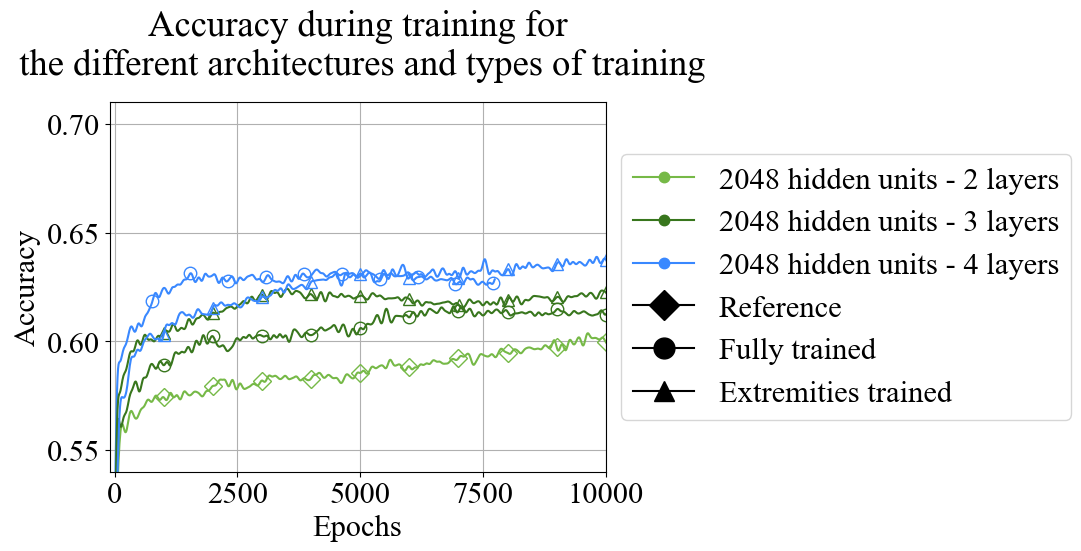 Accuracy during training for
the different architectures and types of training
0.70
0.65
0.60
0.55
Accuracy
0
2500
5000
7500
10000
Epochs
2048 hidden units - 2 layers
2048 hidden units - 3 layers
2048 hidden units - 4 layers
Reference
Fully trained
Extremities trained